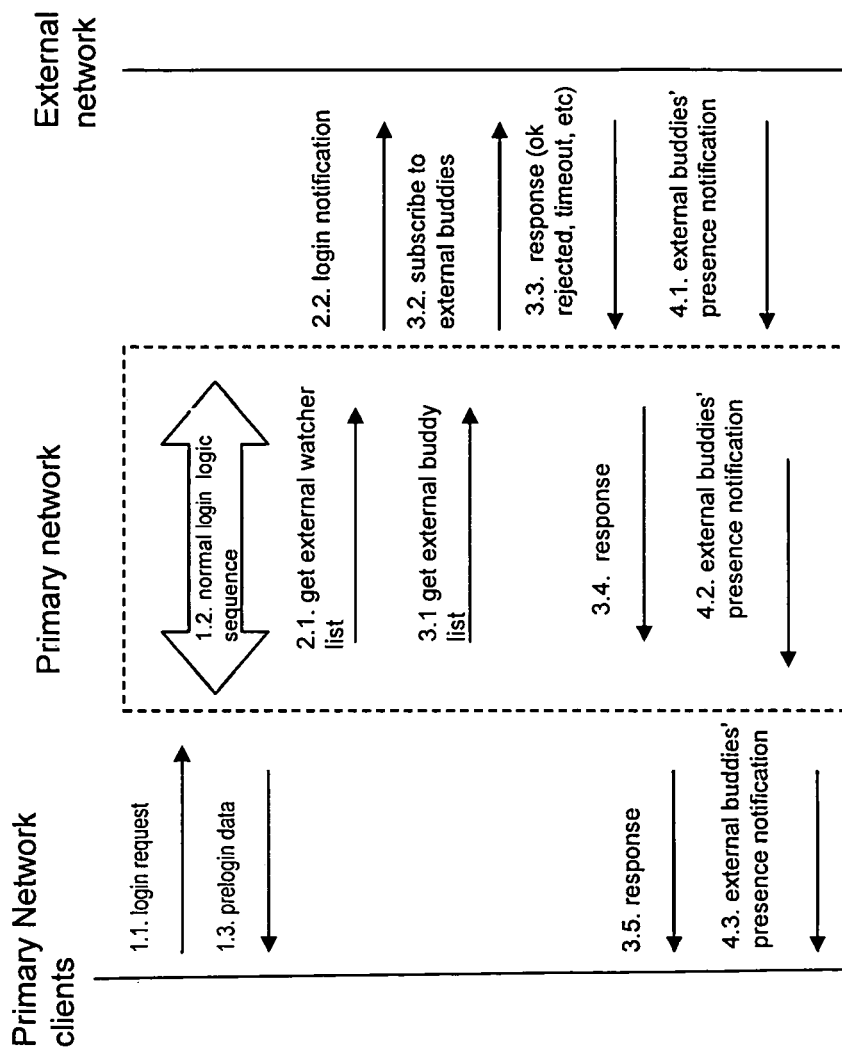 Primary Network
clients
Primary network
External
network
1.1. login request
1.2. normal login logic
sequence
1.3. prelogin data
2.1. get external watcher
list
2.2. login notification
3.1 get external buddy
list
3.2. subscribe to
external buddies
3.3. response (ok
rejected, timeout, etc)
3.4. response
3.5. response
4.1. external buddies'
presence notification
4.2. external buddies'
presence notification
4.3. external buddies'
presence notification